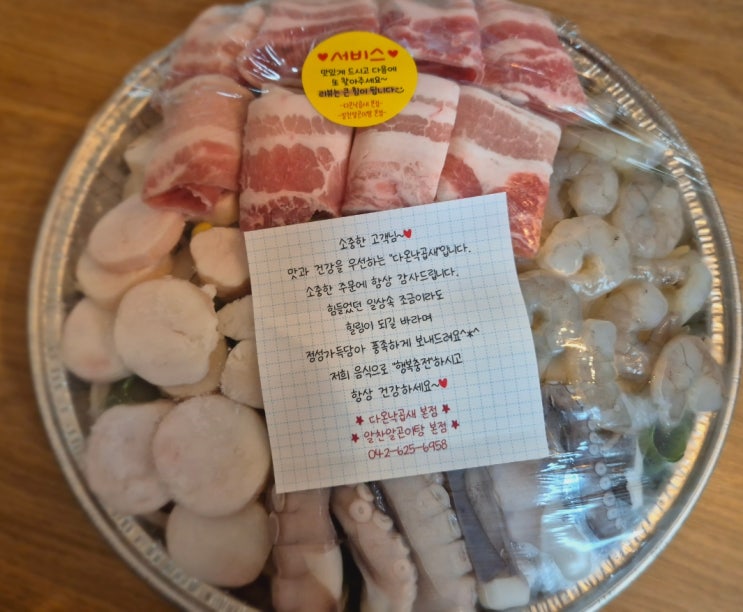 ♥서비스♥
맛있게 드시고 다음에
또 찾아주세요~
리뷰는 큰 힘이 됩니다
-다온낙곱새 본점-
-알찬알곤이탕 본점-
소중한 고객님~♥
맛과 건강을 우선하는 "다온낙곱새"입니다.
소중한 주문에 항상 감사드립니다.
힘들었던 일상속 조금이라도
힐링이 되길 바라며
정성가득담아 풍족하게 보내드려요^*^
저희 음식으로 "행복충전"하시고
항상 건강하세요~♥
★ 다온낙곱새 본점 ★
★ 알찬알곤이탕 본점 ★
042-625-6958